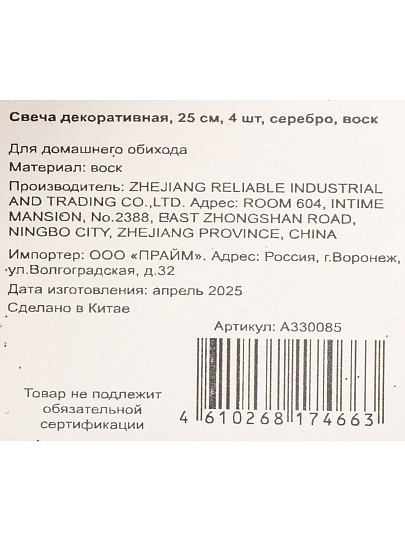 Свеча декоративная, 25 см, 4 шт, серебро, воск
Для домашнего обихода
Материал: воск
Производитель: ZHEJIANG RELIABLE INDUSTRIAL
AND TRADING CO.,LTD. Адрес: ROOM 604, INTIME
MANSION, No.2388, EAST ZHONGSHAN ROAD,
NINGBO CITY, ZHEJIANG PROVINCE, CHINA
Импортер: ООО «ПРАЙМ». Адрес: Россия, г.Воронеж,
ул.Волгоградская, д.32
Дата изготовления: апрель 2025
Сделано в Китае
Артикул: А330085
Товар не подлежит
обязательной
сертификации
4 610268 174663